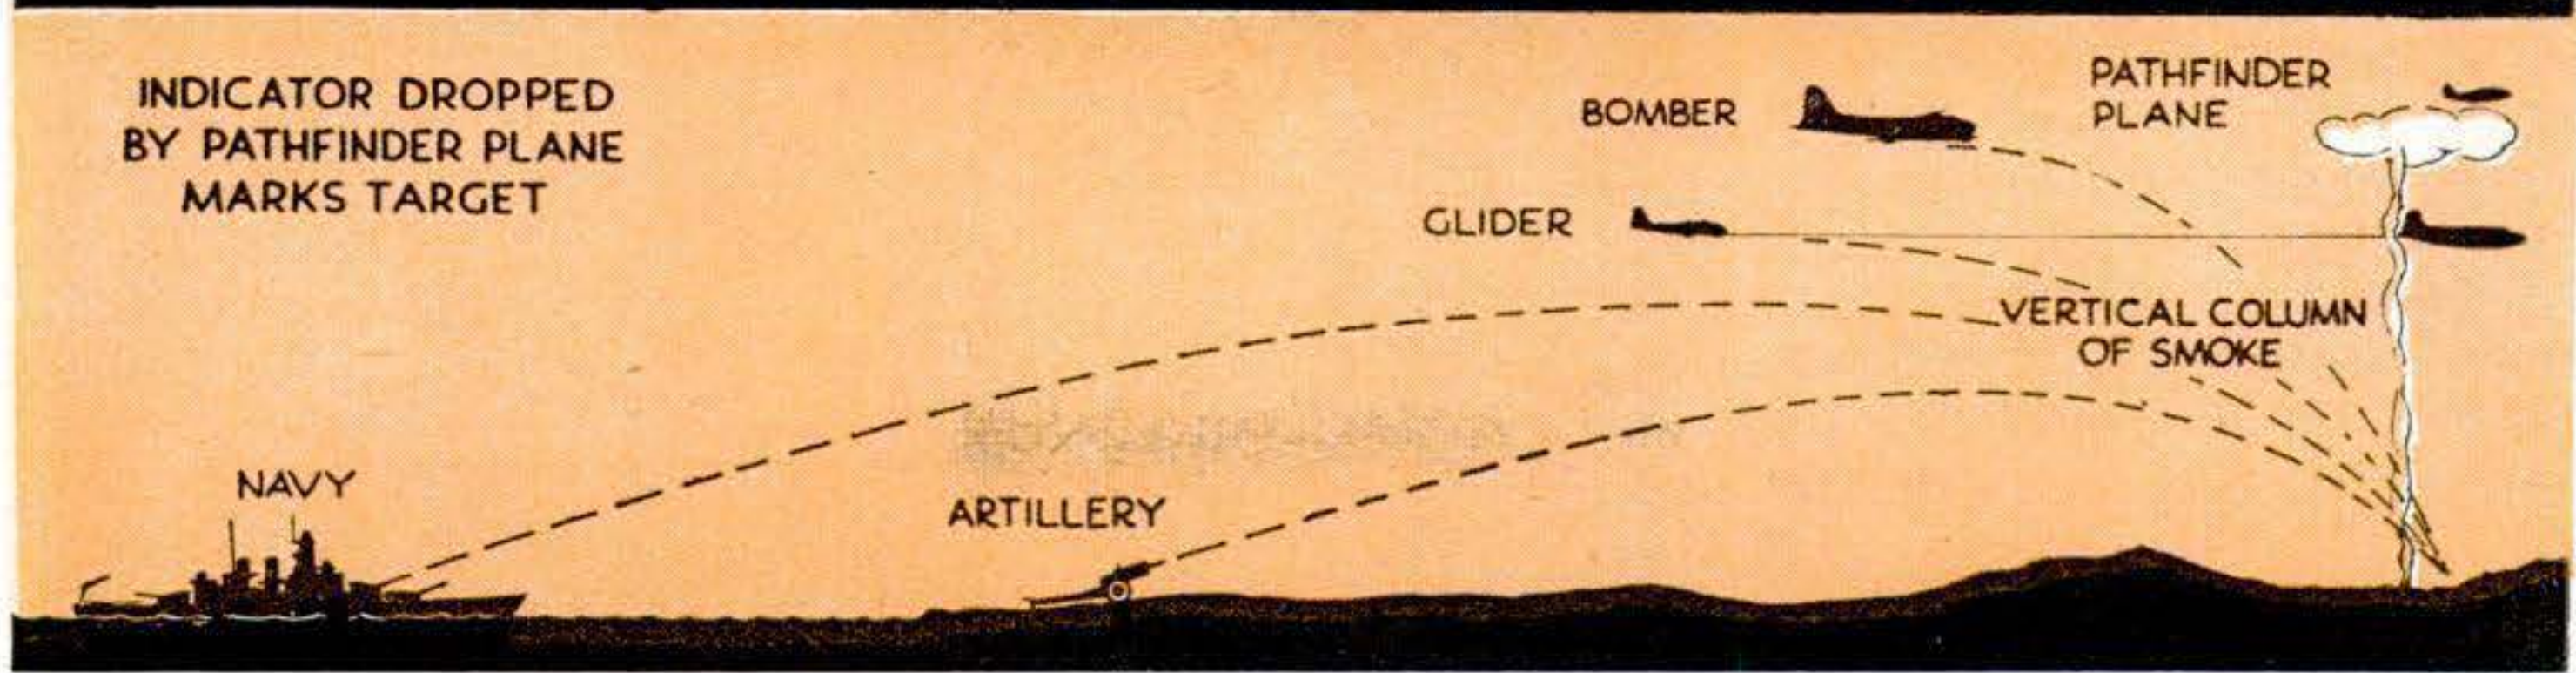 INDICATOR DROPPED
BY PATHFINDER PLANE
MARKS TARGET
BOMBER
PATHFINDER
PLANE
GLIDER
VERTICAL COLUMN
OF SMOKE
NAVY
ARTILLERY